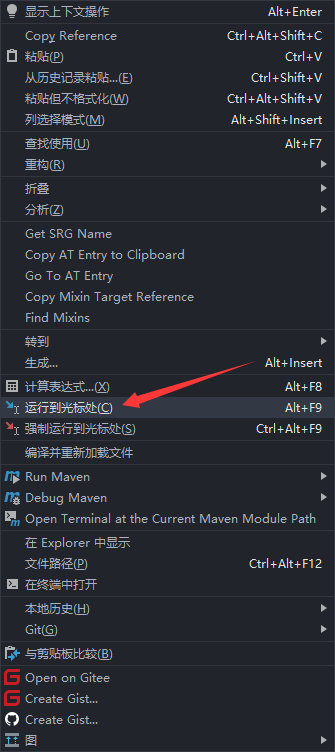 显示上下文操作 Alt+Enter
Copy Reference Ctrl+Alt+Shift+C
粘贴(P) Ctrl+V
从历史记录粘贴...(E) Ctrl+Shift+V
粘贴但不格式化(W) Ctrl+Alt+Shift+V
列选择模式(M) Alt+Shift+Insert
查找使用(U) Alt+F7
重构(R)
折叠
分析(Z)
Get SRG Name
Copy AT Entry to Clipboard
Go To AT Entry
Copy Mixin Target Reference
Find Mixins
转到
生成... Alt+Insert
计算表达式...(X) Alt+F8
运行到光标处(C) Alt+F9
强制运行到光标处(S) Ctrl+Alt+F9
编译并重新加载文件
Run Maven
Debug Maven
Open Terminal at the Current Maven Module Path
在 Explorer 中显示
文件路径(P) Ctrl+Alt+F12
在终端中打开
本地历史(H)
Git(G)
与剪贴板比较(B)
Open on Gitee
Create Gist...
Create Gist...
图